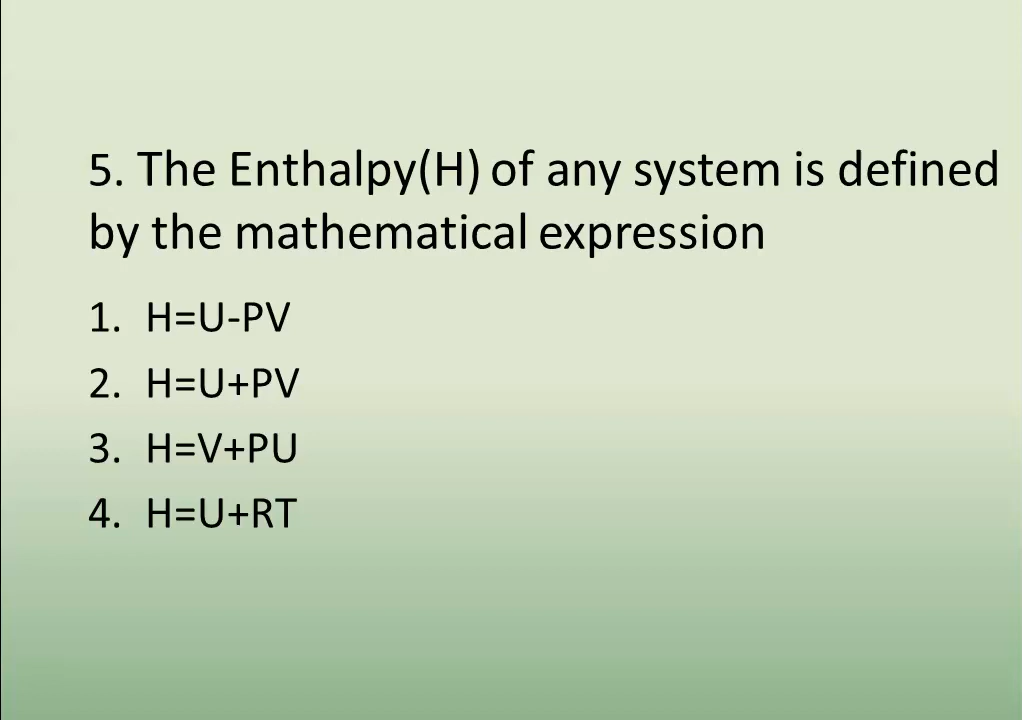 5. The Enthalpy(H) of any system is defined
by the mathematical expression
1. H=U-PV
2. H=U+PV
3. H=V+PU
4. H=U+RT